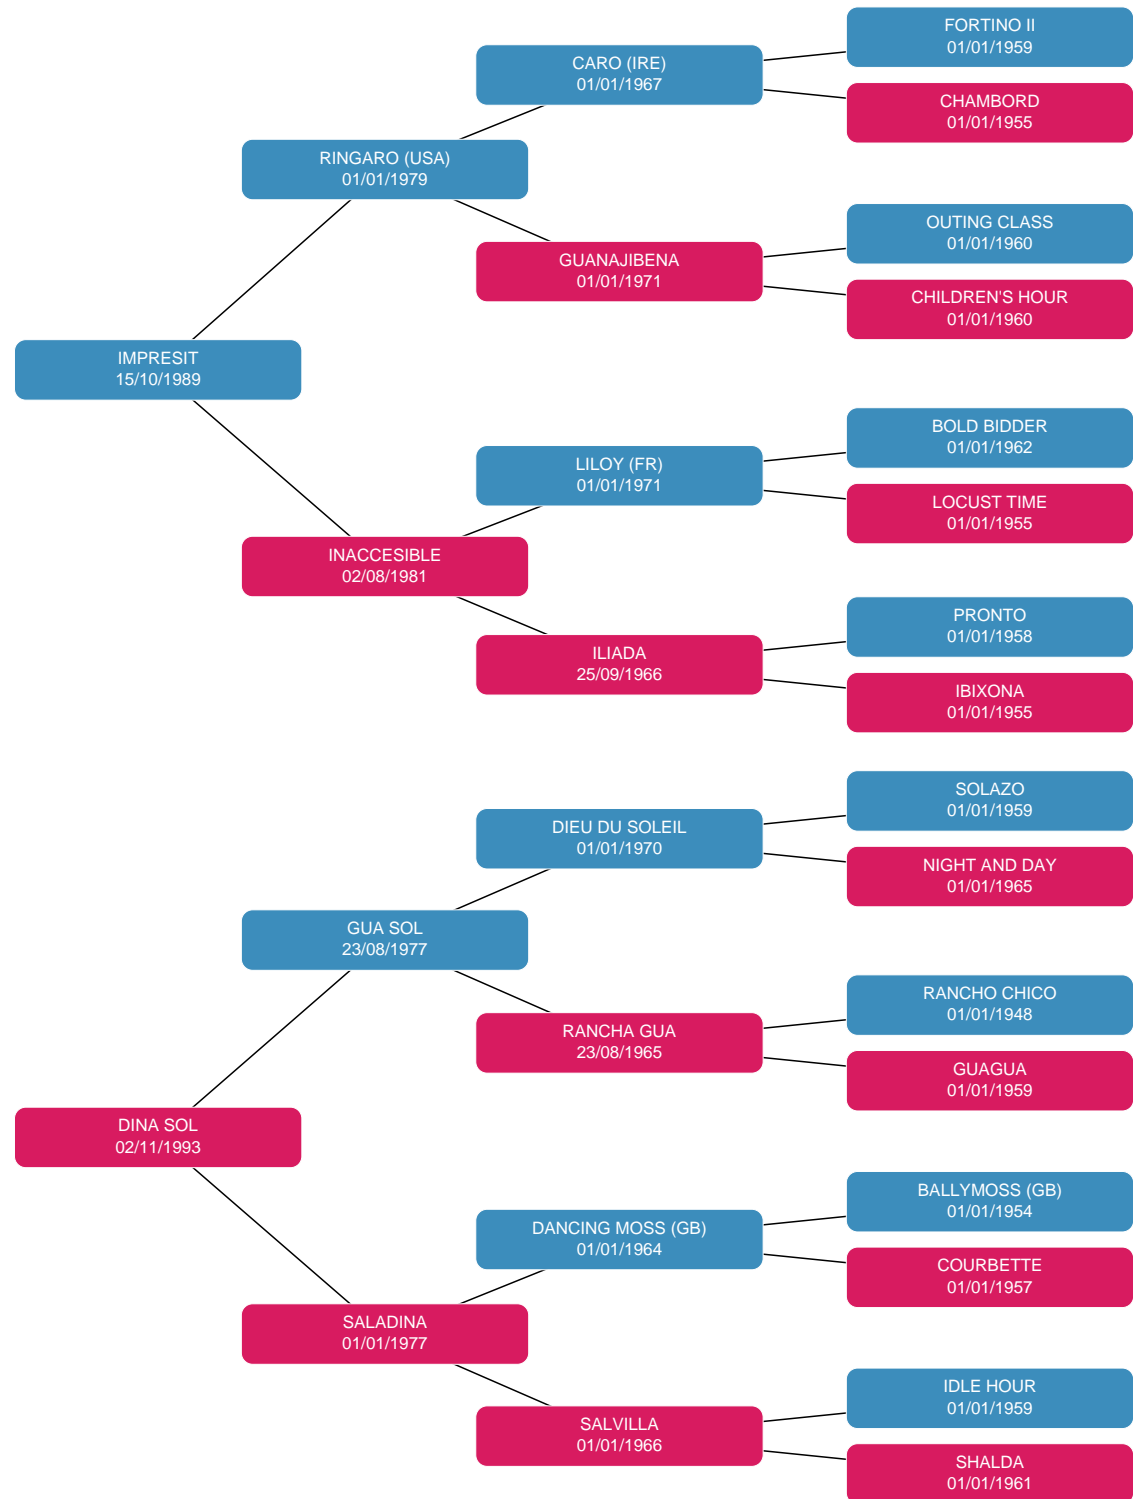 FORTINO II
01/01/1959
CARO (IRE)
01/01/1967
CHAMBORD
01/01/1955
RINGARO (USA)
01/01/1979
OUTING CLASS
01/01/1960
GUANAJIBENA
01/01/1971
CHILDREN'S HOUR
01/01/1960
IMPRESIT
15/10/1989
BOLD BIDDER
01/01/1962
LILOY (FR)
01/01/1971
LOCUST TIME
01/01/1955
INACCESIBLE
02/08/1981
PRONTO
01/01/1958
ILIADA
25/09/1966
IBIXONA
01/01/1955
SOLAZO
01/01/1959
DIEU DU SOLEIL
01/01/1970
NIGHT AND DAY
01/01/1965
GUA SOL
23/08/1977
RANCHO CHICO
01/01/1948
RANCHA GUA
23/08/1965
GUAGUA
01/01/1959
DINA SOL
02/11/1993
BALLYMOSS (GB)
01/01/1954
DANCING MOSS (GB)
01/01/1964
COURBETTE
01/01/1957
SALADINA
01/01/1977
IDLE HOUR
01/01/1959
SALVILLA
01/01/1966
SHALDA
01/01/1961